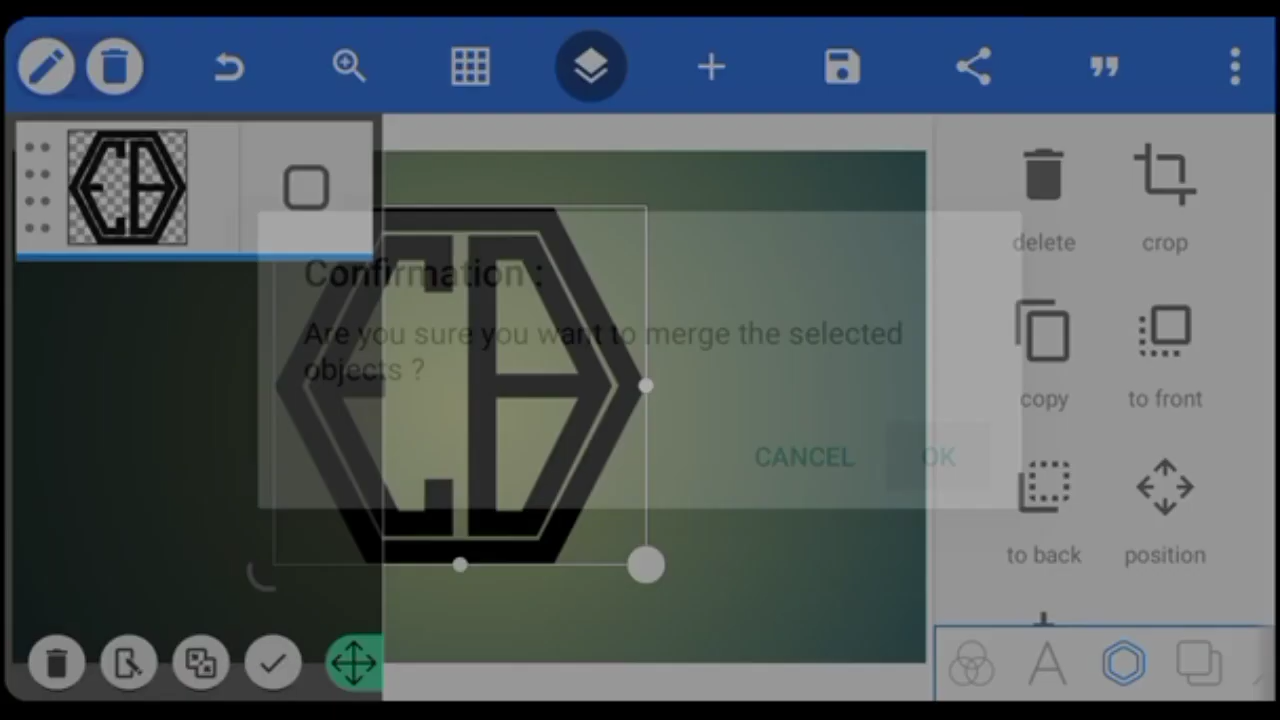 Confirmation :
Are you sure you want to merge the selected
objects ?
CANCEL OK
delete crop
copy to front
to back position
EB